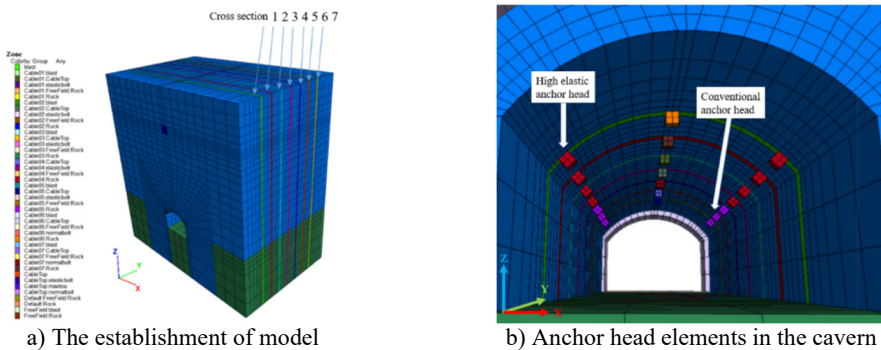 Cross section 1 2 3 4 5 6 7
Zone
Colorby: Group Any
blast
Cable01:blast
Cable01:CableTop
Cable01:elasticbolt
Cable01:FreeField:Rock
Cable01:Rock
Cable02:blast
Cable02:CableTop
Cable02:elasticbolt
Cable02:FreeField:Rock
Cable02:Rock
Cable03:blast
Cable03:CableTop
Cable03:elasticbolt
Cable03:FreeField:Rock
Cable03:Rock
Cable04:CableTop
Cable04:elasticbolt
Cable04:FreeField:Rock
Cable04:Rock
Cable05:blast
Cable05:CableTop
Cable05:elasticbolt
Cable05:FreeField:Rock
Cable05:Rock
Cable06:blast
Cable06:CableTop
Cable06:FreeField:Rock
Cable06:normalbolt
Cable06:Rock
Cable07:blast
Cable07:CableTop
Cable07:FreeField:Rock
Cable07:normalbolt
Cable07:Rock
CableTop
CableTop:elasticbolt
CableTop:maodu
CableTop:normalbolt
Default:FreeField:Rock
Default:Rock
FreeField:blast
FreeField:Rock
Z
Y
X
a) The establishment of model
High elastic
anchor head
Conventional
anchor head
Z
Y
X
b) Anchor head elements in the cavern